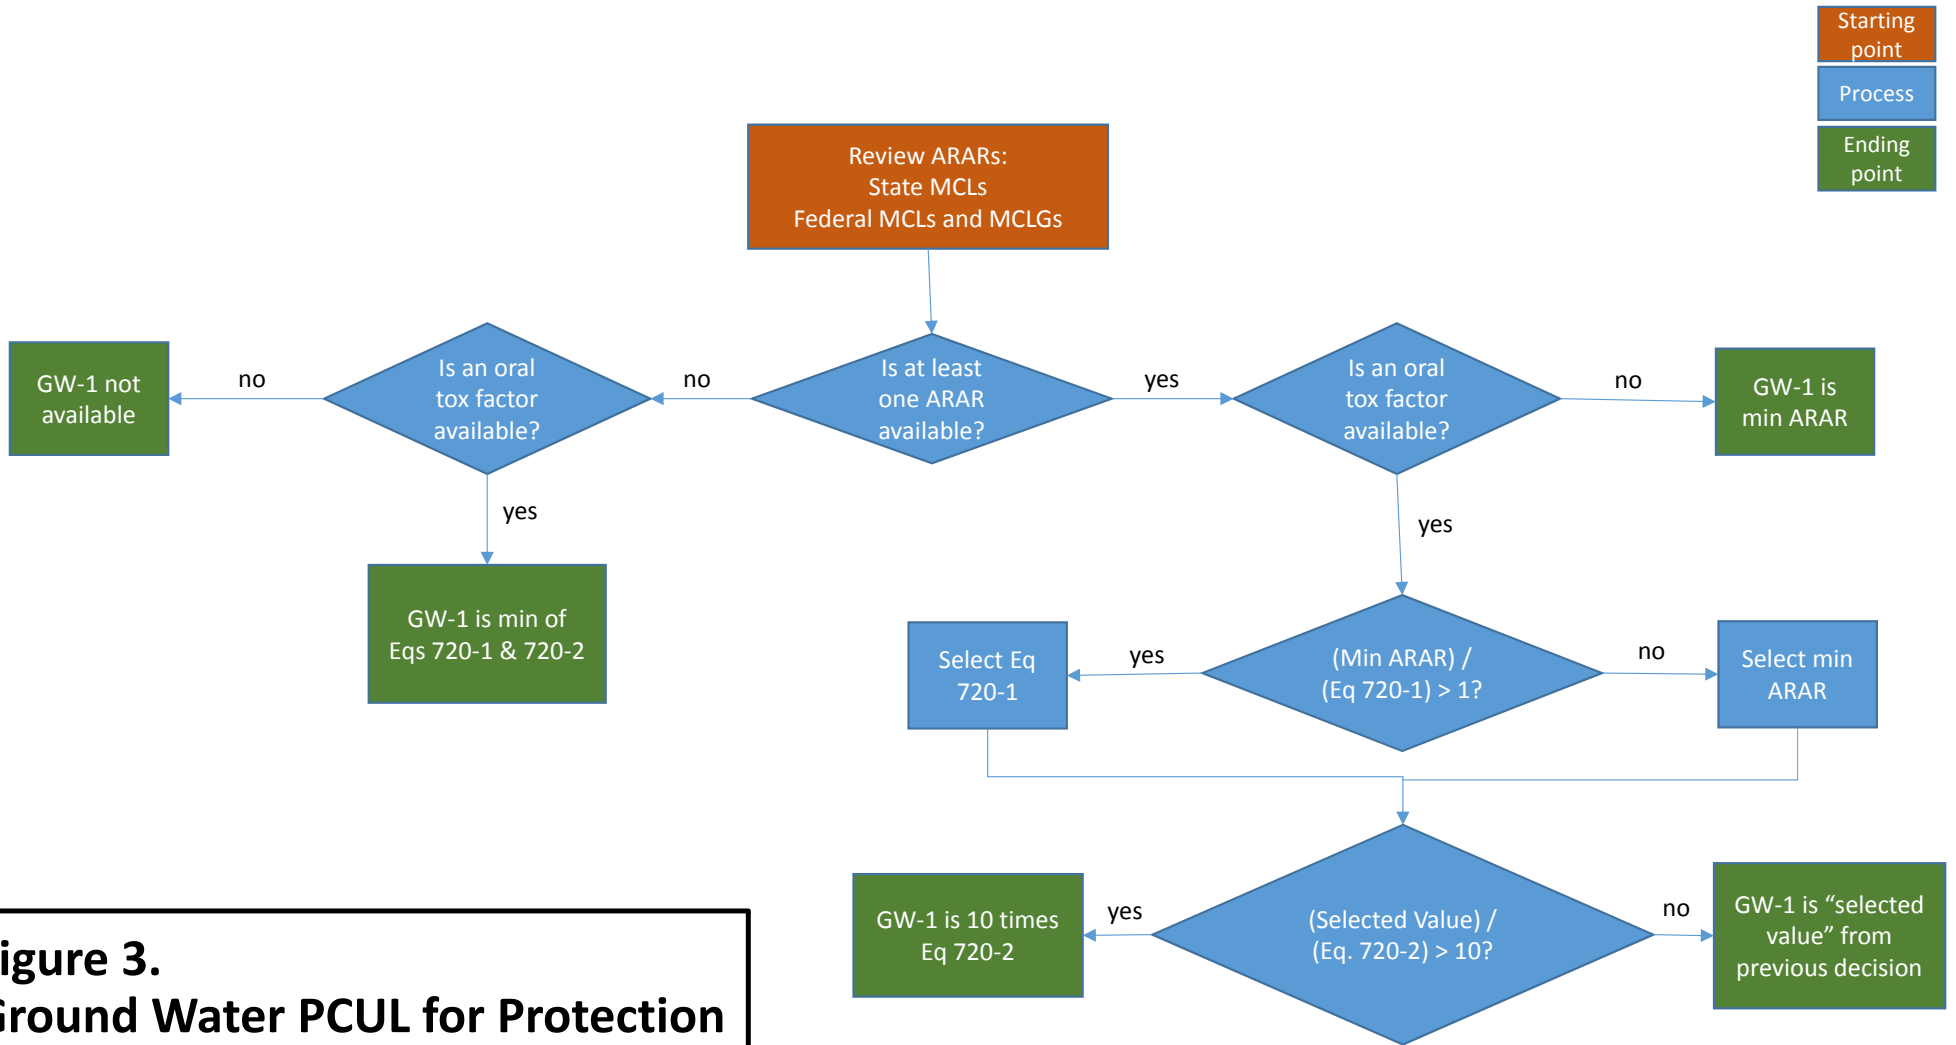 Starting
point
Process
Ending
point
Review ARARs:
State MCLs
Federal MCLs and MCLGs
GW-1 not
available
no
Is an oral
tox factor
available?
no
Is at least
one ARAR
available?
yes
Is an oral
tox factor
available?
no
GW-1 is
min ARAR
yes
yes
GW-1 is min of
Eqs 720-1 & 720-2
Select Eq
720-1
yes
(Min ARAR) /
(Eq 720-1) > 1?
no
Select min
ARAR
GW-1 is 10 times
Eq 720-2
yes
(Selected Value) /
(Eq. 720-2) > 10?
no
GW-1 is “selected
value” from
previous decision
igure 3.
Ground Water PCUL for Protection